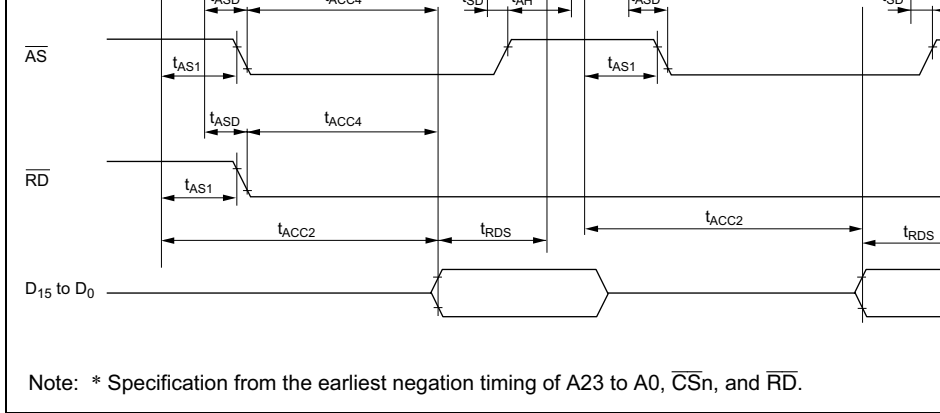 tASD tACC4 tSD tAH tASD tSD
AS
tAS1 tAS1
tASD tACC4
RD
tAS1
tACC2 tRDS tACC2 tRDS
D15 to D0
Note: * Specification from the earliest negation timing of A23 to A0, CSn, and RD.